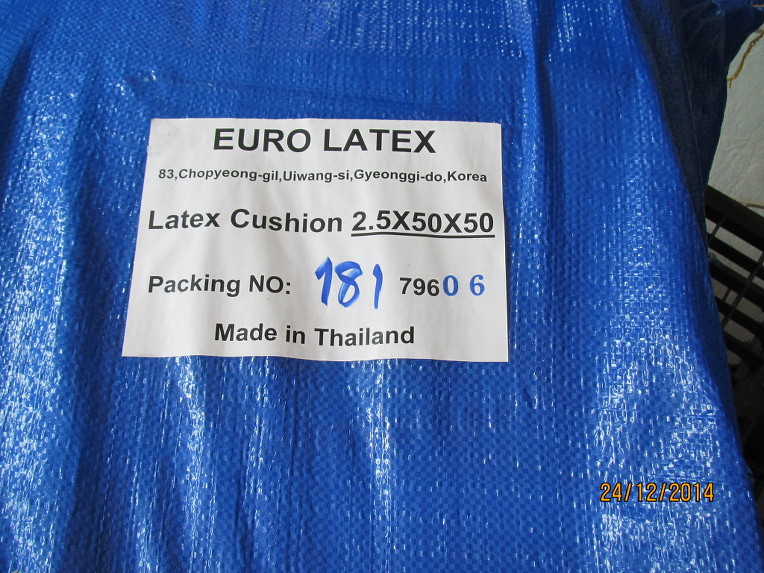 EURO LATEX
83,Chopyeong-gil,Uiwang-si,Gyeonggi-do,Korea
Latex Cushion 2.5X50X50
Packing NO: 181 79606
Made in Thailand
24/12/2014